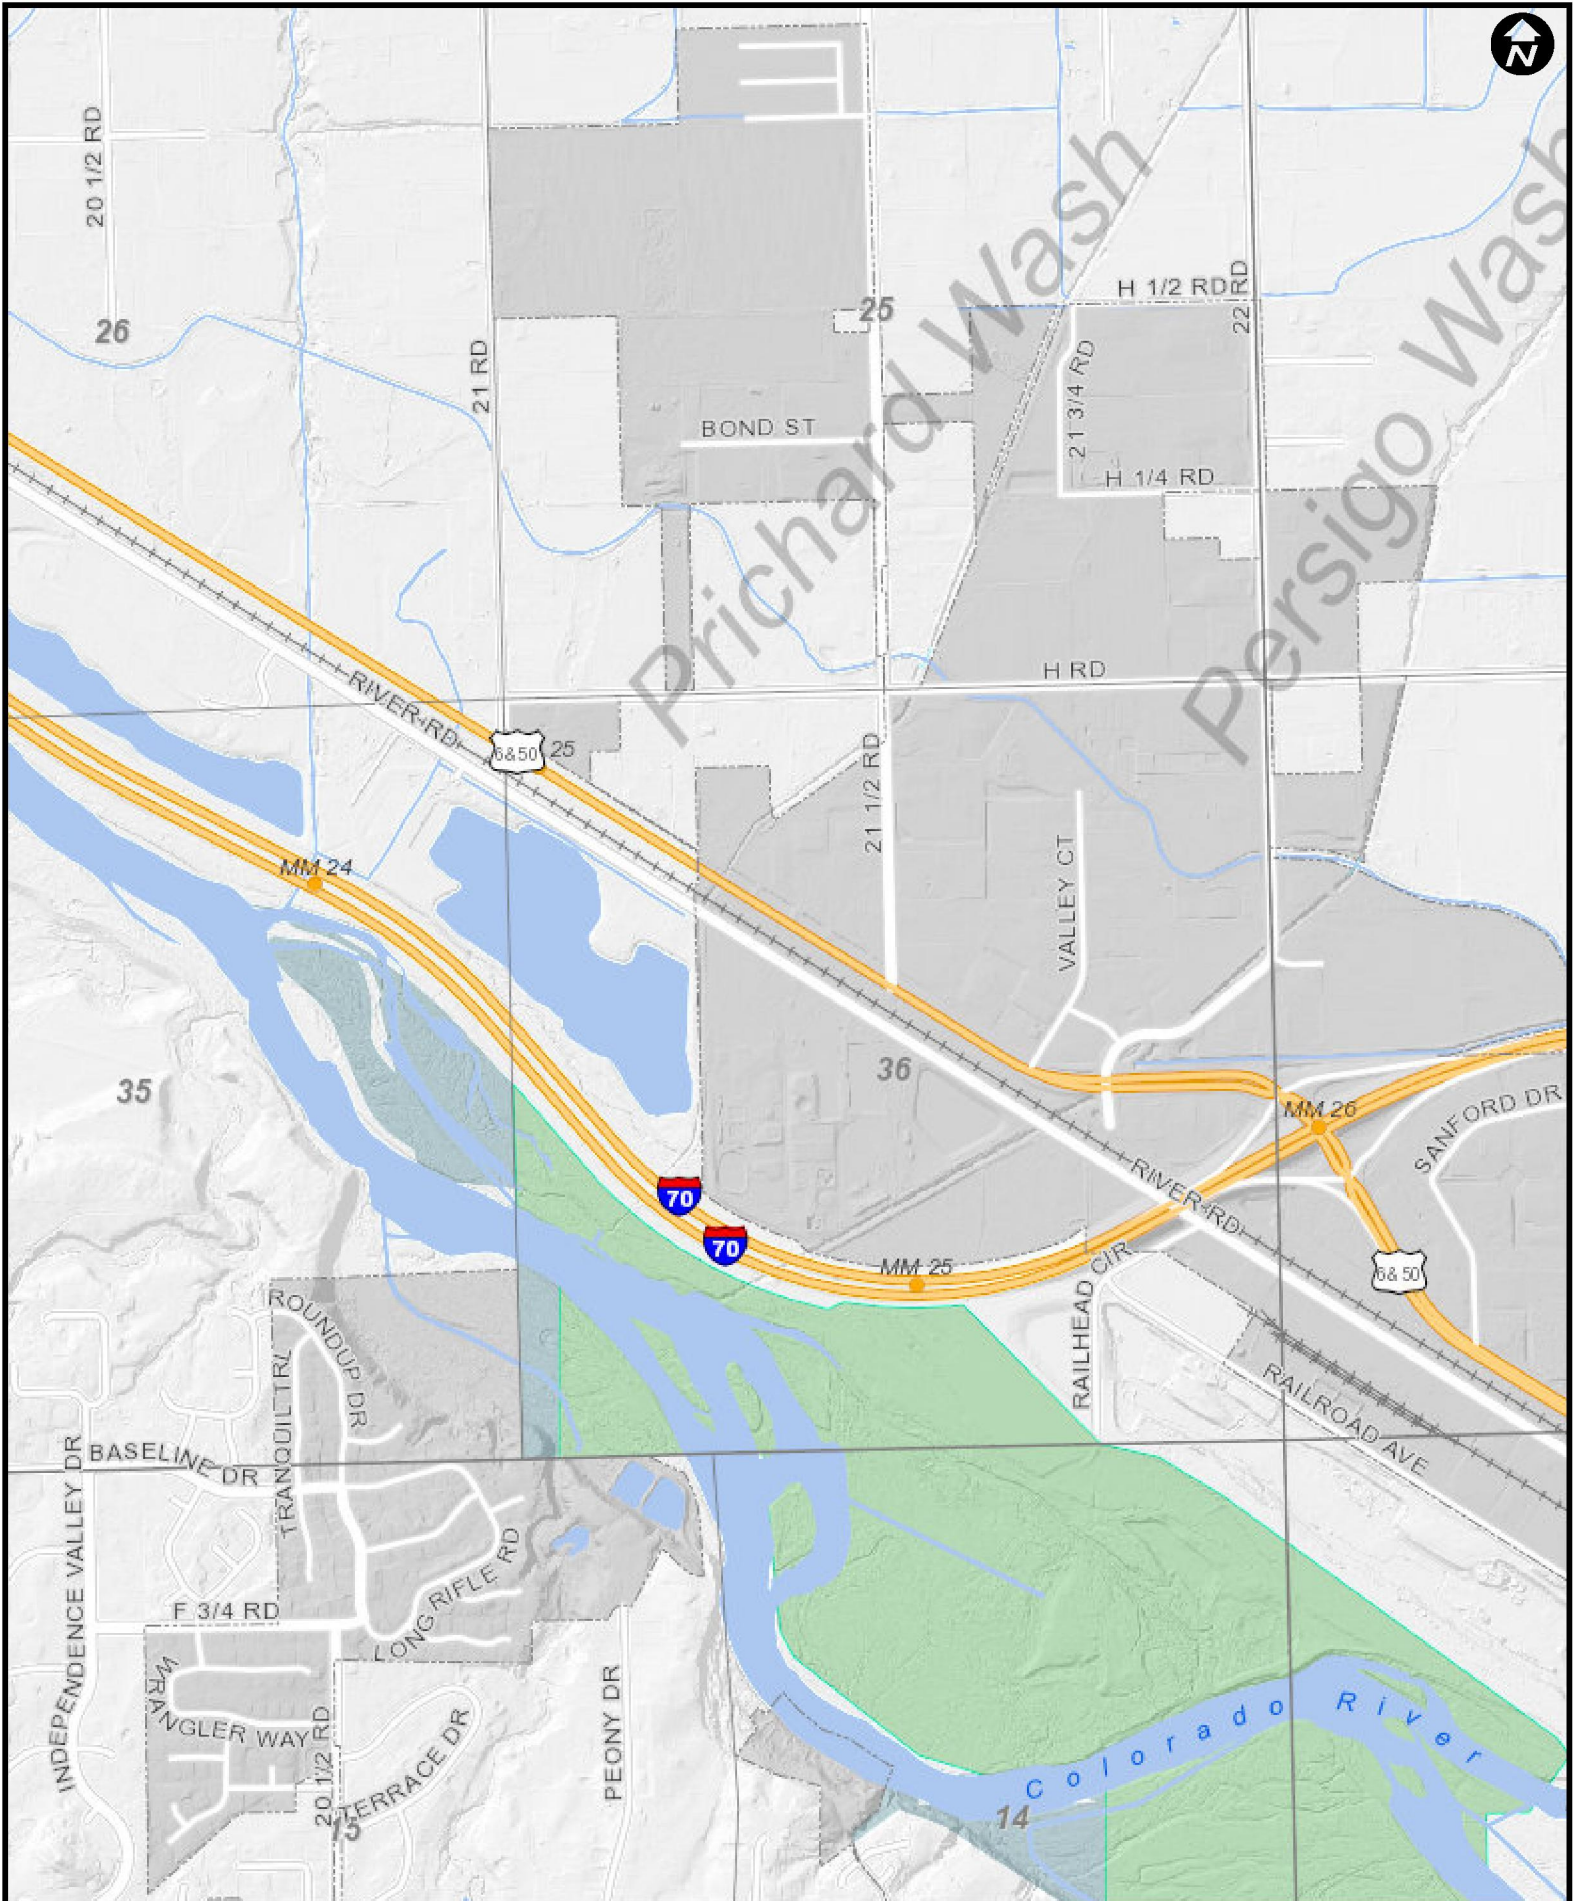 N
20 1/2 RD
Prichard Wash
Persigo Wash
26
25
H 1/2 RD
22 RD
21 RD
21 3/4 RD
BOND ST
H 1/4 RD
H RD
RIVER RD
6&50
25
21 1/2 RD
VALLEY CT
MM 24
35
36
MM 26
SANFORD DR
RIVER RD
70
70
MM 25
6&50
RAILHEAD CIR
ROUNDUP DR
TRANQUIL TRL
RAILROAD AVE
BASELINE DR
INDEPENDENCE VALLEY DR
LONG RIFLE RD
F 3/4 RD
WRANGLER WAY
20 1/2 RD
TERRACE DR
PEONY DR
Colorado River
14
15